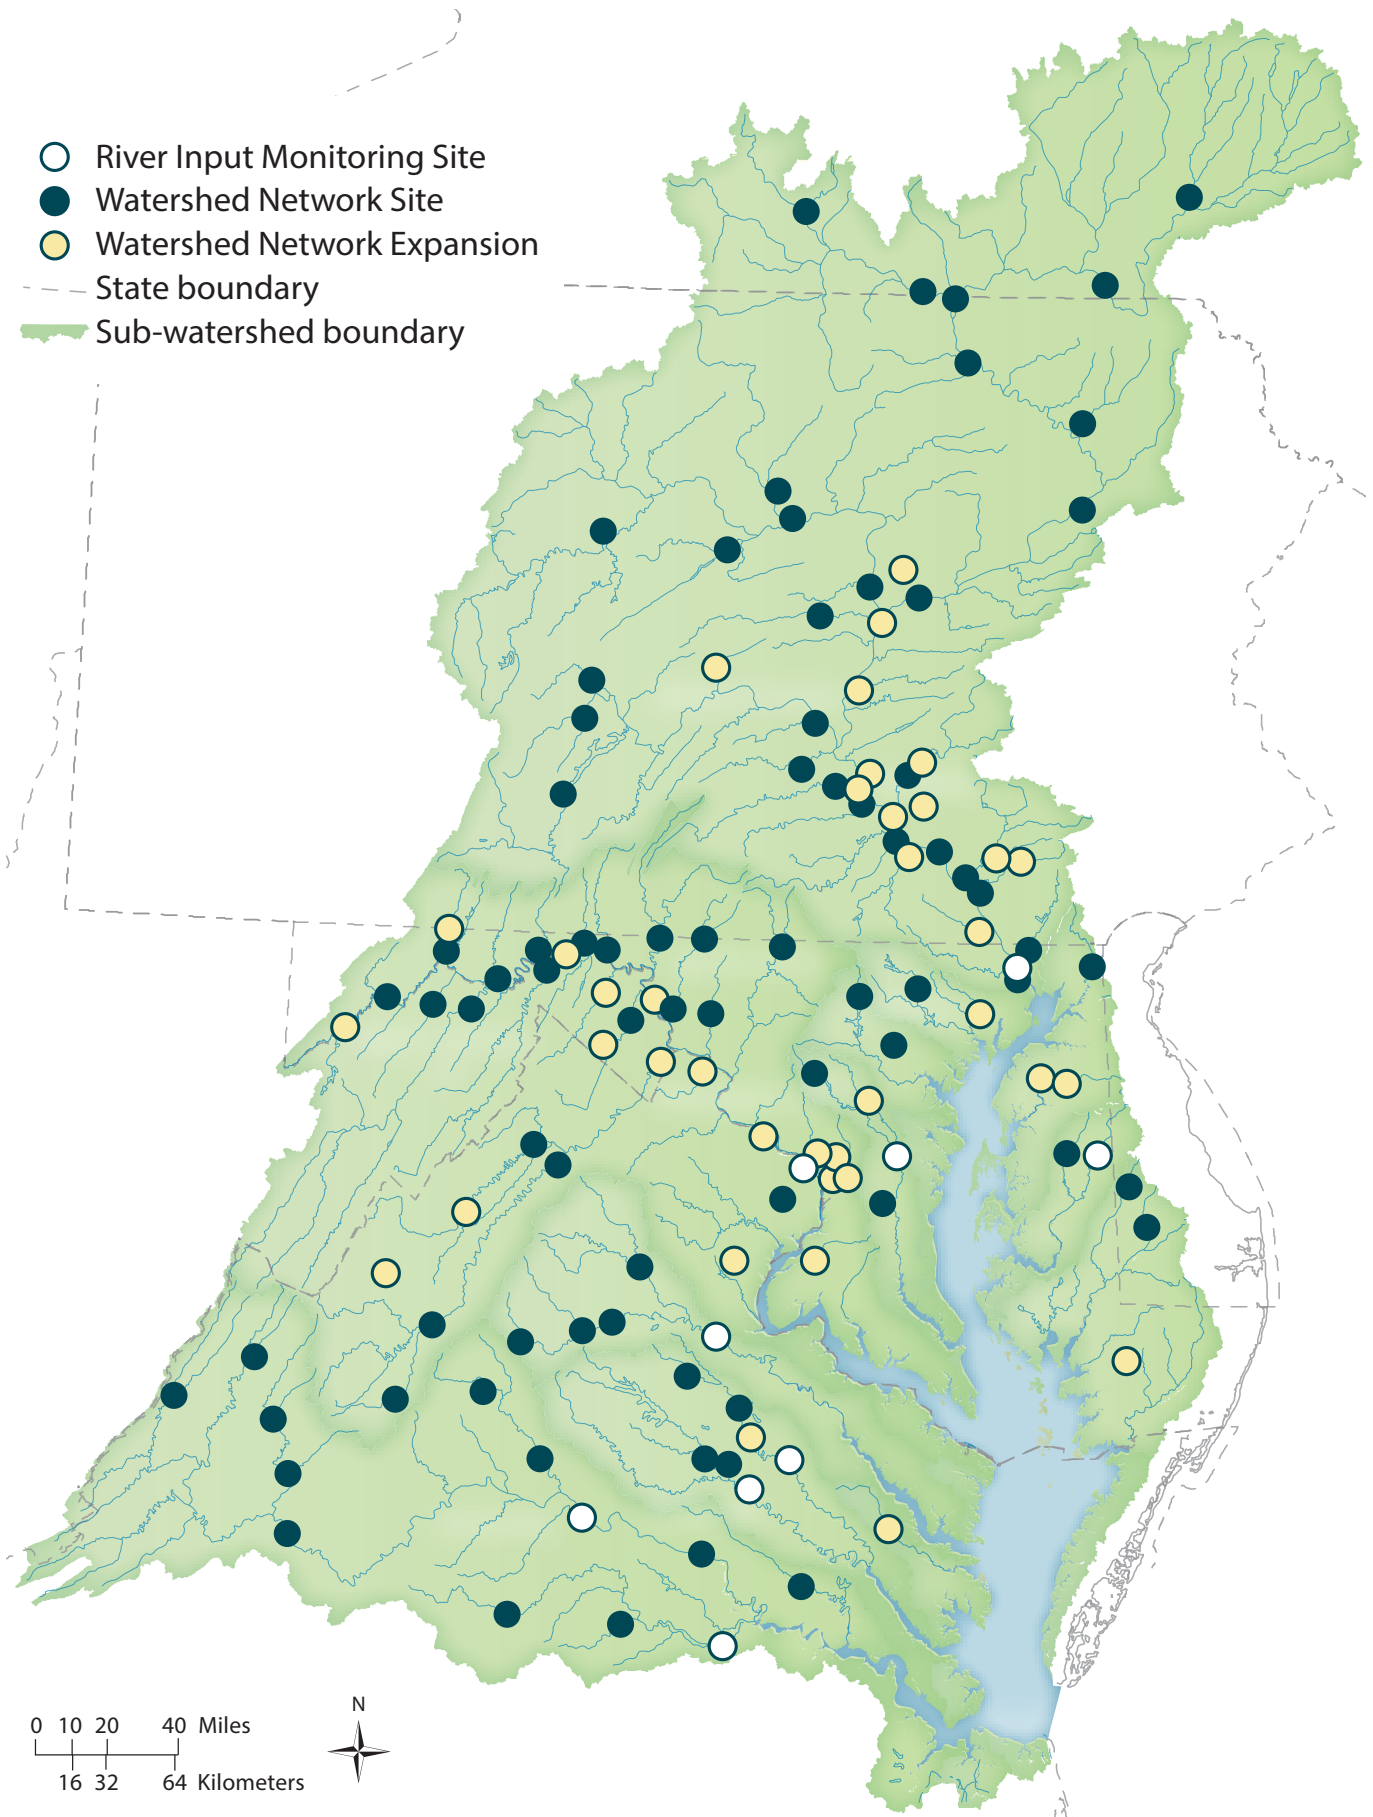 River Input Monitoring Site
Watershed Network Site
Watershed Network Expansion
State boundary
Sub-watershed boundary
N
0 10 20 40 Miles
16 32 64 Kilometers